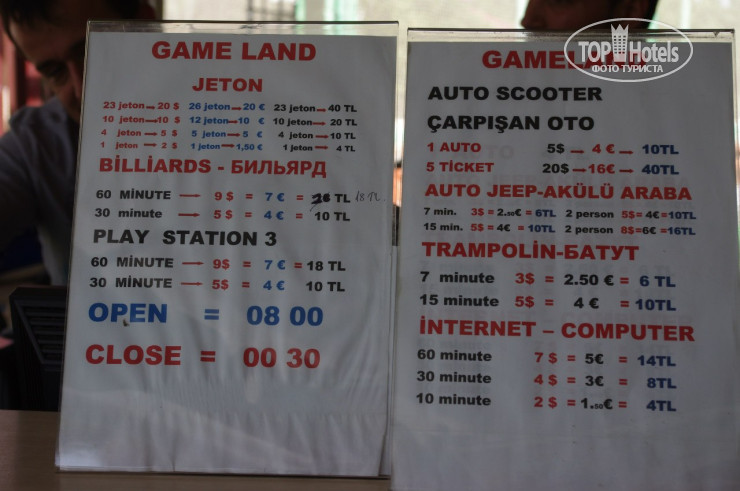 GAME LAND
JETON
23 jeton → 20 $ 26 jeton → 20 € 23 jeton → 40 TL
10 jeton → 10 $ 12 jeton → 10 € 10 jeton → 20 TL
4 jeton → 5 $ 5 jeton → 5 € 4 jeton → 10 TL
1 jeton → 2 $ 1 jeton → 1,50 € 1 jeton → 4 TL
BİLLİARDS - БИЛЬЯРД
60 MİNUTE → 9 $ = 7 € = TL 18 TL.
30 minute → 5 $ = 4 € = 10 TL
PLAY STATION 3
60 MİNUTE → 9$ = 7 € = 18 TL
30 MİNUTE → 5$ = 4 € 10 TL
OPEN = 08 00
CLOSE = 00 30
GAMELAND
AUTO SCOOTER
ÇARPIŞAN OTO
1 AUTO 5$ → 4 € → 10TL
5 TİCKET 20$ → 16€ → 40TL
AUTO JEEP-AKÜLÜ ARABA
7 min. 3$ = 2.50€ = 6TL 2 person 5$ = 4€ = 10TL
15 min. 5$ = 4€ = 10TL 2 person 8$ = 6€ = 16TL
TRAMPOLİN-БАТУТ
7 minute 3$ = 2.50 € = 6 TL
15 minute 5$ = 4 € = 10TL
İNTERNET – COMPUTER
60 minute 7 $ = 5€ = 14TL
30 minute 4 $ = 3€ = 8TL
10 minute 2 $ = 1.50€ = 4TL
TOPHotels
ФОТО ТУРИСТА